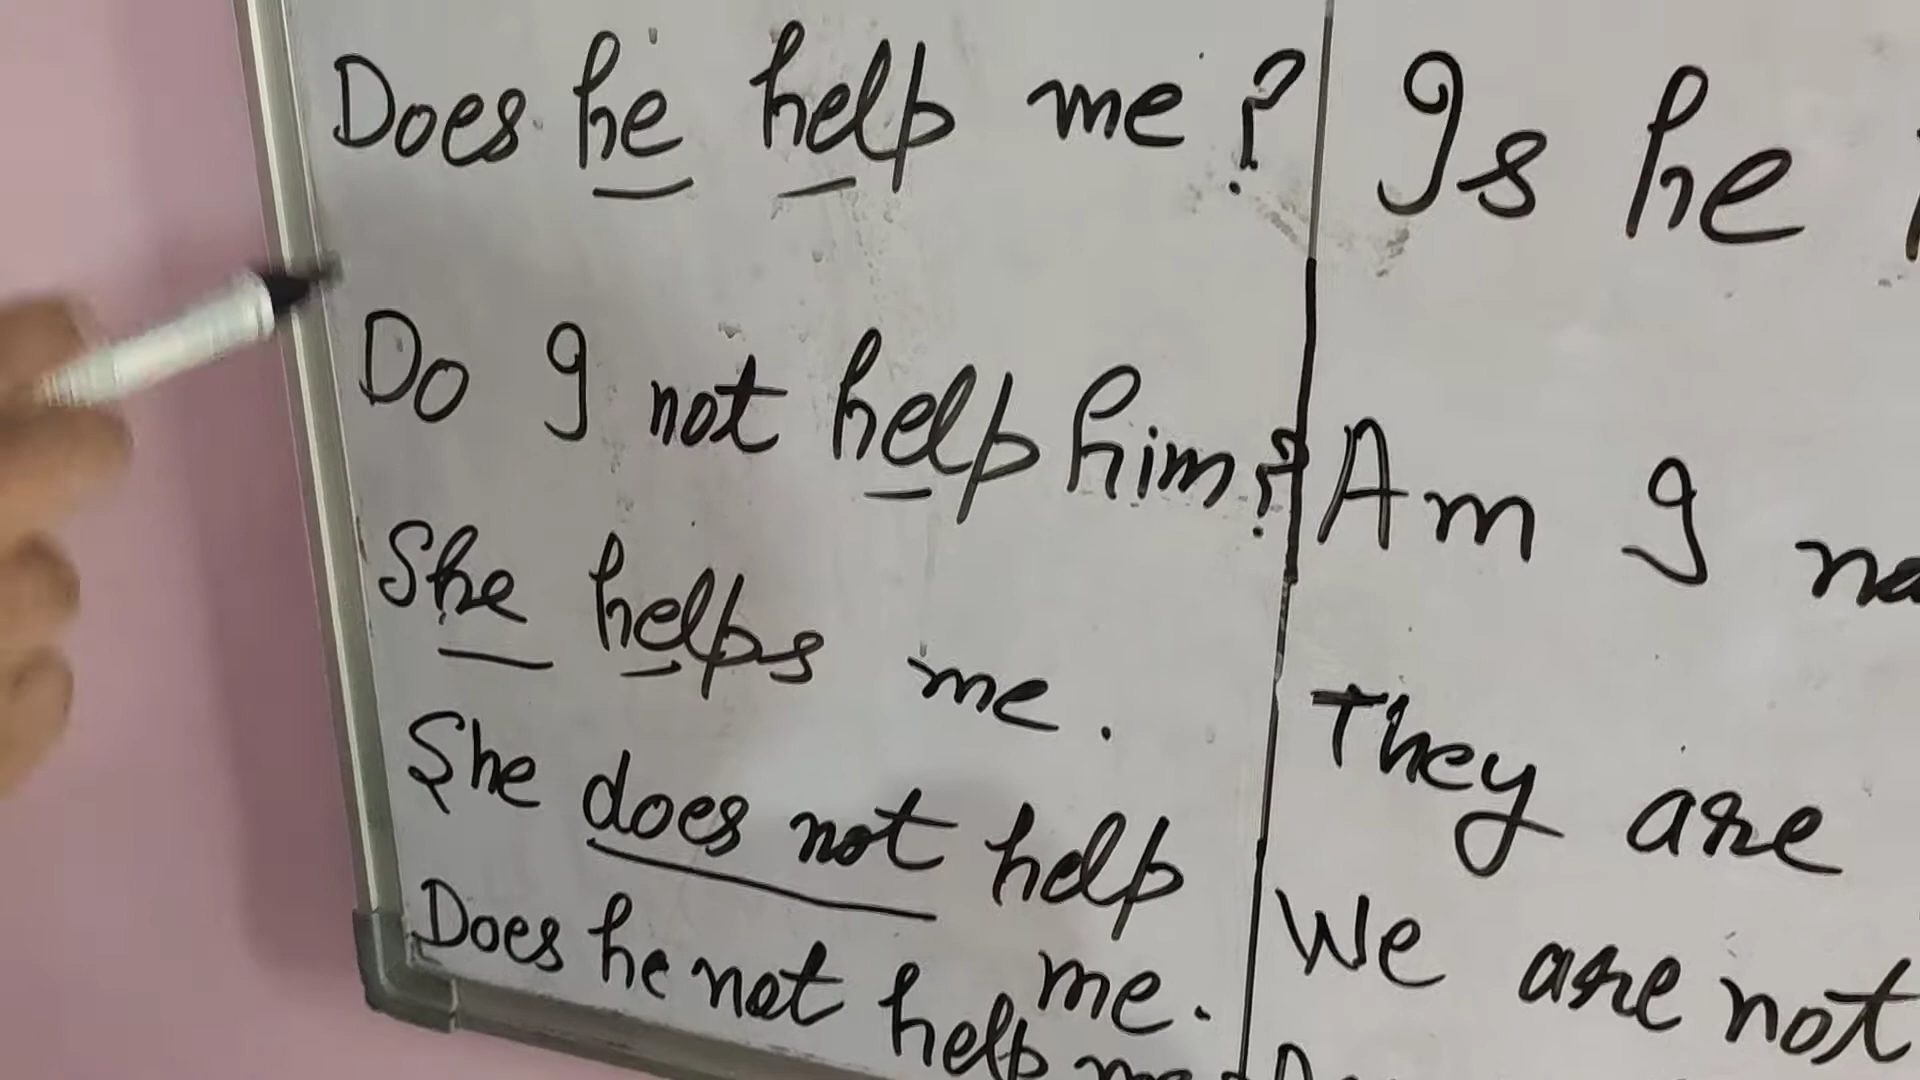 Does he help me?
Do I not help him?
She helps me.
She does not help
me.
Does he not help
Is he
Am I
They are
We are not